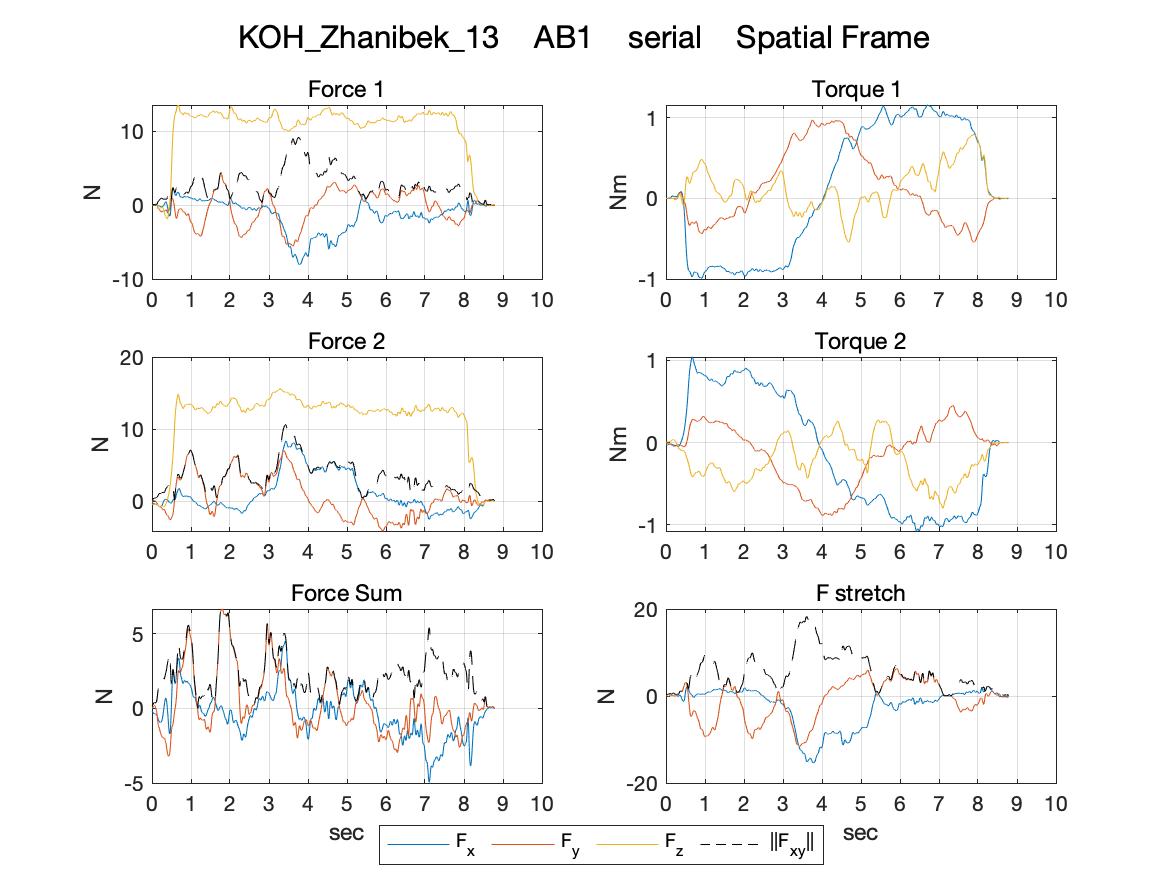 KOH_Zhanibek_13 AB1 serial Spatial Frame
Force 1
Torque 1
N
10
0
-10
0 1 2 3 4 5 6 7 8 9 10
Nm
1
0
-1
0 1 2 3 4 5 6 7 8 9 10
Force 2
Torque 2
N
20
10
0
0 1 2 3 4 5 6 7 8 9 10
Nm
1
0
-1
0 1 2 3 4 5 6 7 8 9 10
Force Sum
F stretch
N
5
0
-5
0 1 2 3 4 5 6 7 8 9 10
N
20
0
-20
0 1 2 3 4 5 6 7 8 9 10
sec
sec
F_x F_y F_z ||F_xy||